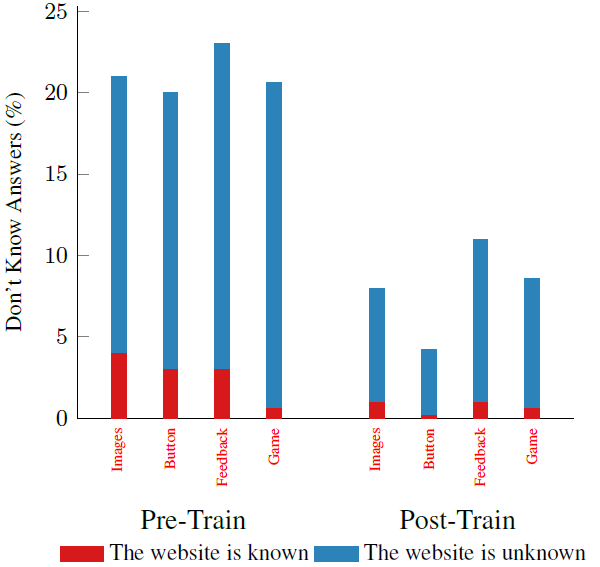 25
20
15
10
5
0
Don't Know Answers (%)
Images
Button
Feedback
Game
Images
Button
Feedback
Game
Pre-Train
Post-Train
The website is known
The website is unknown